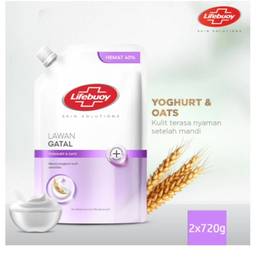 Lifebuoy
SKIN SOLUTIONS
HEMAT 40%
Lifebuoy
SKIN SOLUTIONS
LAWAN
GATAL
YOGHURT & OATS
YOGHURT &
OATS
Kulit terasa nyaman
setelah mandi
2x720g